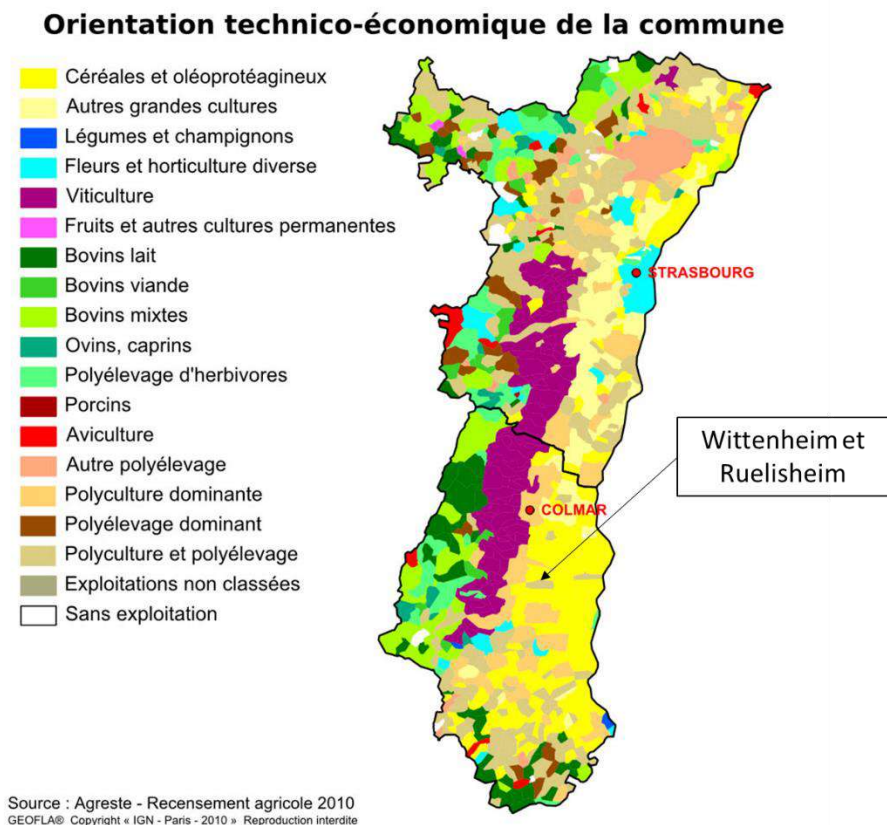 Orientation technico-économique de la commune
Céréales et oléoprotéagineux
Autres grandes cultures
Légumes et champignons
Fleurs et horticulture diverse
Viticulture
Fruits et autres cultures permanentes
Bovins lait
Bovins viande
Bovins mixtes
Ovins, caprins
Polyélevage d'herbivores
Porcins
Aviculture
Autre polyélevage
Polyculture dominante
Polyélevage dominant
Polyculture et polyélevage
Exploitations non classées
Sans exploitation
STRASBOURG
Wittenheim et
Ruelisheim
COLMAR
Source : Agreste - Recensement agricole 2010
GEOFLA® Copyright « IGN - Paris - 2010 » Reproduction interdite